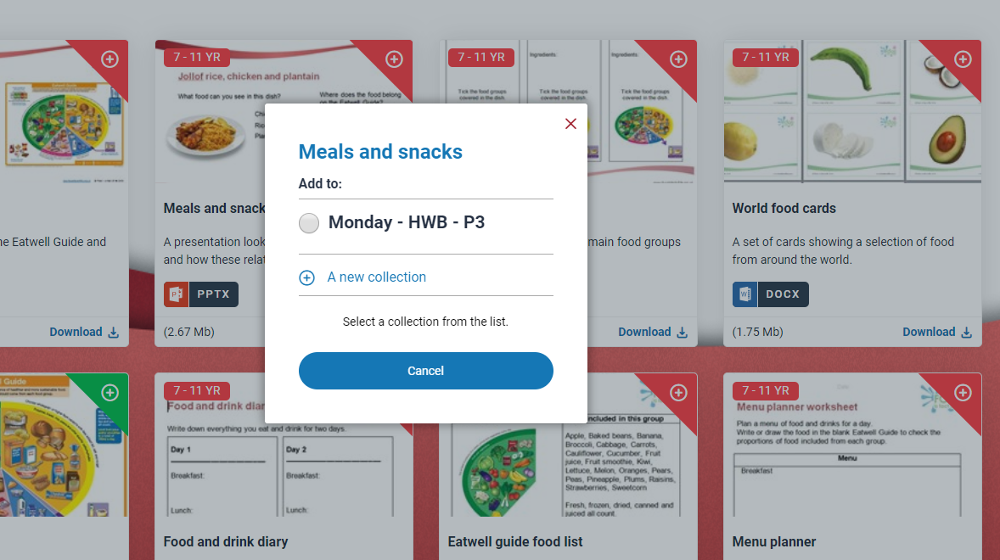 7 - 11 YR
7 - 11 YR
7 - 11 YR
Jollof rice, chicken and plantain
What food can you see in this dish?
Where does the food belong
on the Eatwell Guide?
Ingredients:
Ingredients:
Tick the food groups
covered in the dish.
Tick the food groups
covered in the dish.
Tick the food groups
covered in the dish.
Meals and snacks
Add to:
Monday - HWB - P3
A new collection
Select a collection from the list.
Cancel
Meals and snack
World food cards
e Eatwell Guide and
A presentation look
and how these relat
main food groups
A set of cards showing a selection of food
from around the world.
PPTX
DOCX
Download
(2.67 Mb)
Download
(1.75 Mb)
Download
Guide
7 - 11 YR
Food and drink diar
Write down everything you eat and drink for two days.
Day 1
Day 2
Breakfast:
Breakfast:
Lunch:
Lunch:
included in this group
Apple, Baked beans, Banana,
Broccoli, Cabbage, Carrots,
Cauliflower, Cucumber, Fruit
juice, Fruit smoothie, Kiwi,
Lettuce, Melon, Oranges, Pears,
Peas, Pineapple, Plums, Raisins,
Strawberries, Sweetcorn
Fresh, frozen, dried, canned and
juiced all count.
7 - 11 YR
Menu planner worksheet
Plan a menu of food and drinks for a day.
Write or draw the food in the blank Eatwell Guide to check the
proportions of food included from each group.
Menu
Breakfast
Food and drink diary
Eatwell guide food list
Menu planner